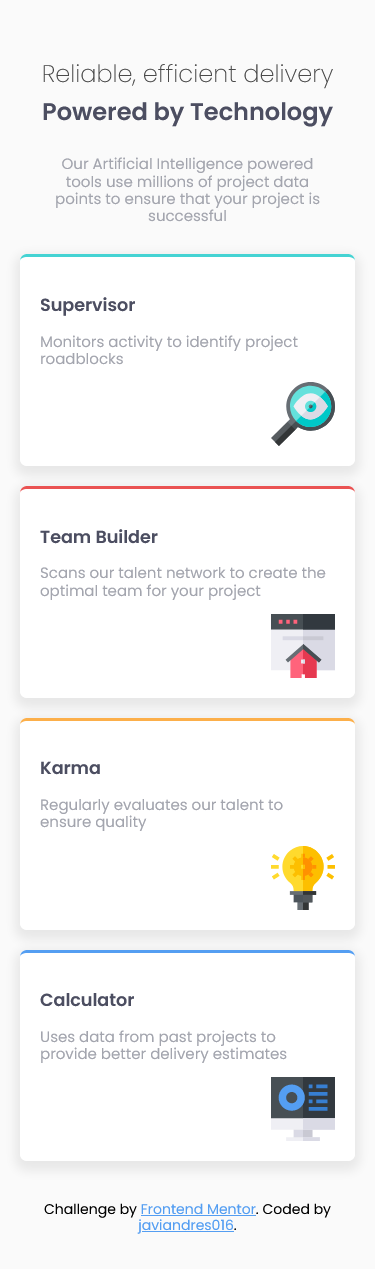 Reliable, efficient delivery
Powered by Technology
Our Artificial Intelligence powered
tools use millions of project data
points to ensure that your project is
successful
Supervisor
Monitors activity to identify project
roadblocks
Team Builder
Scans our talent network to create the
optimal team for your project
Karma
Regularly evaluates our talent to
ensure quality
Calculator
Uses data from past projects to
provide better delivery estimates
Challenge by Frontend Mentor. Coded by
javiandres016.